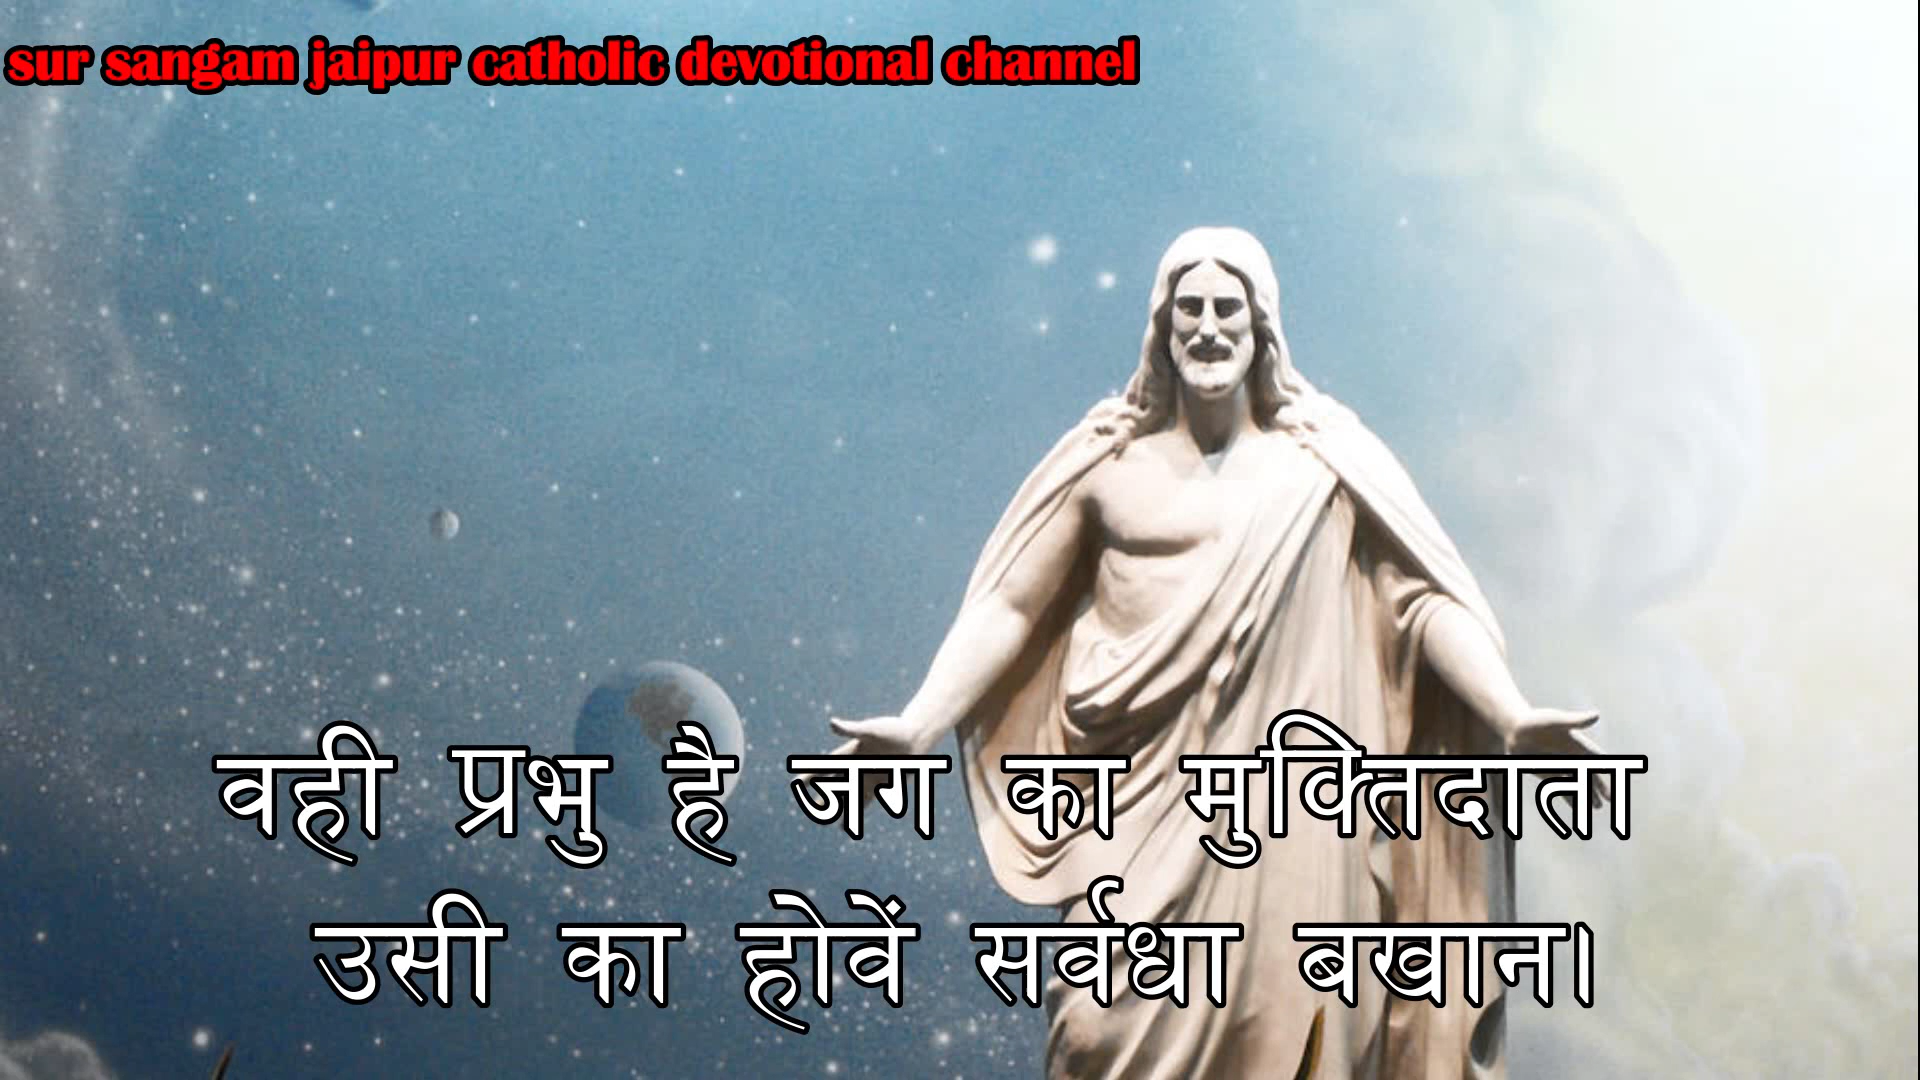 sur sangam jaipur catholic devotional channel
वही प्रभु है जग का मुक्तिदाता
उसी का होवें सर्वधा बखान।